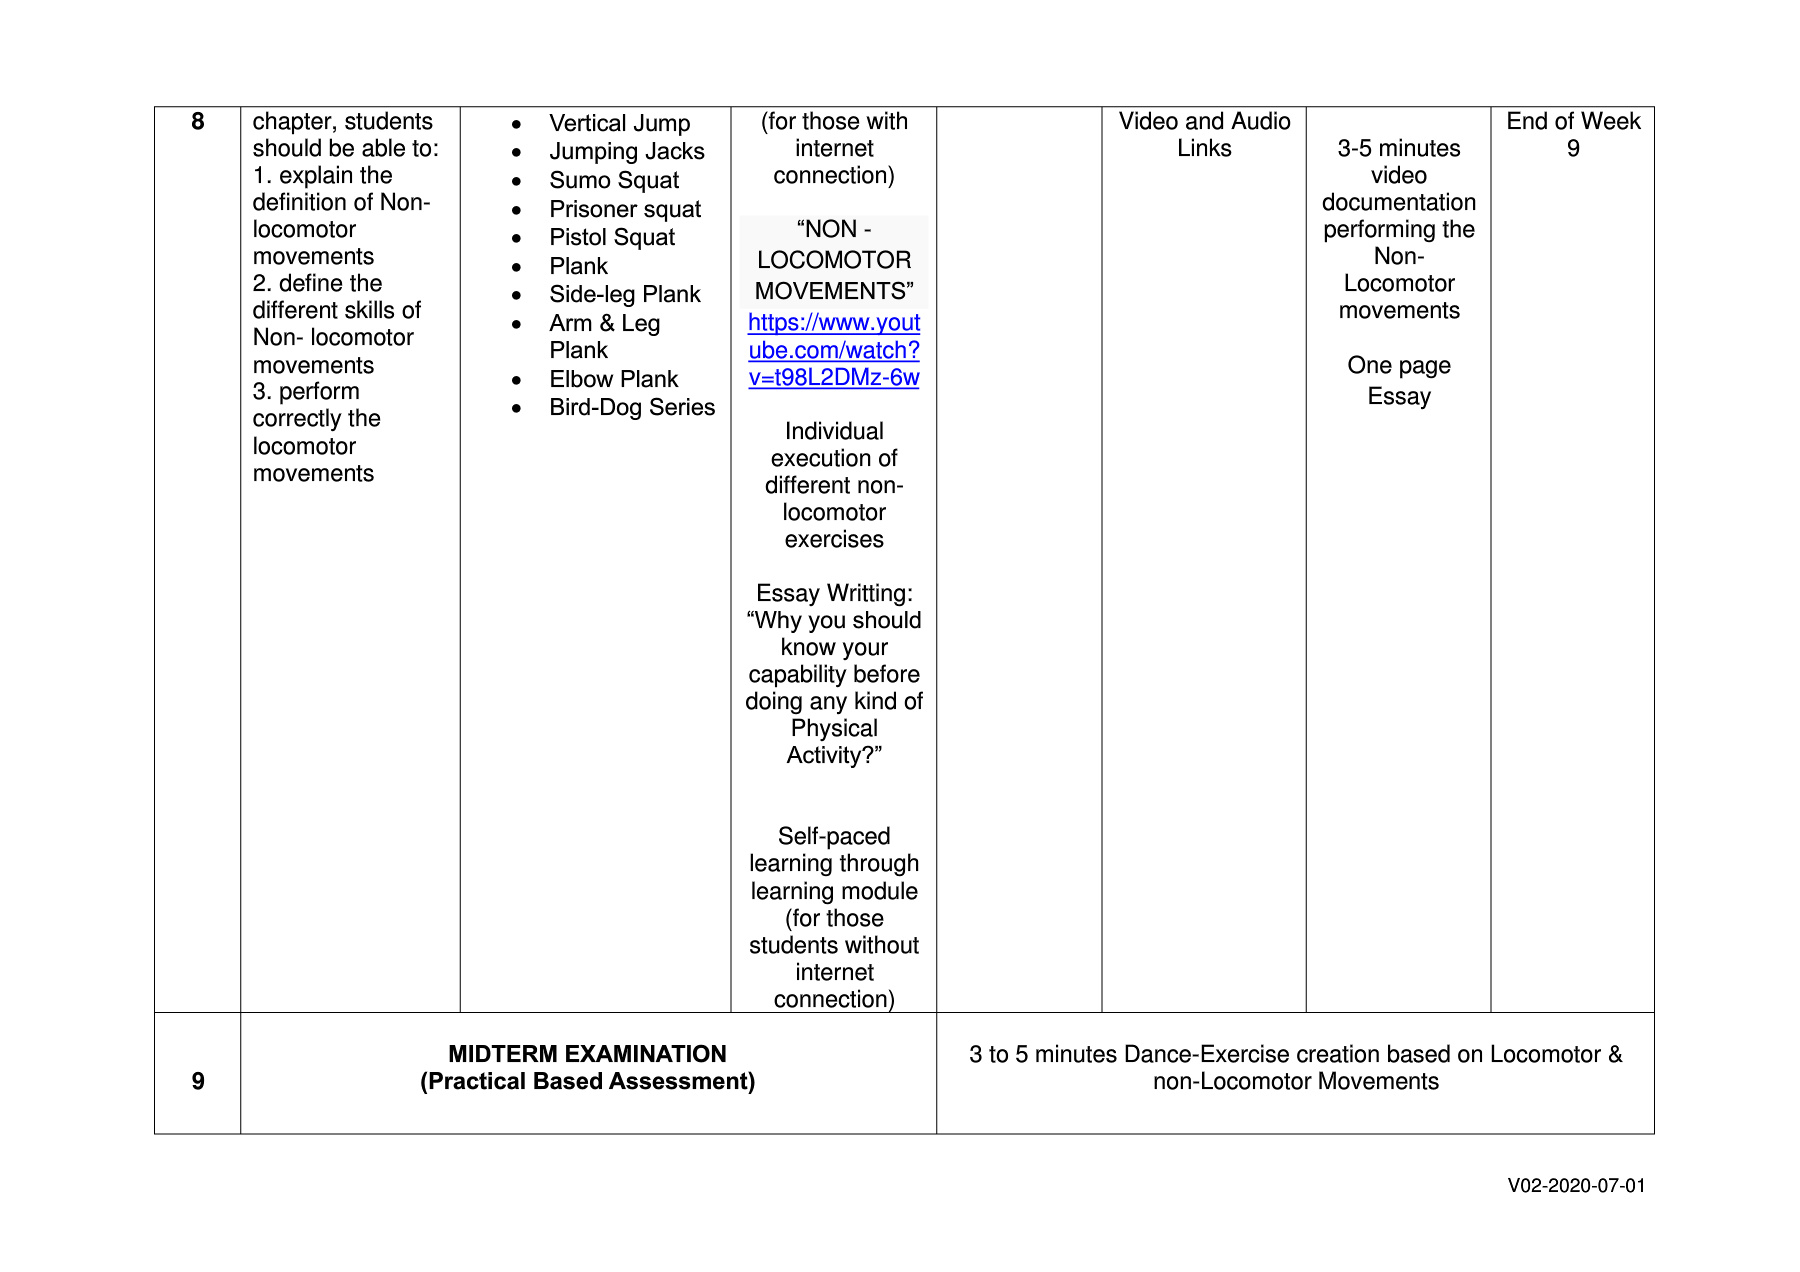 8
chapter, students
should be able to:
1. explain the
definition of Non-
locomotor
movements
2. define the
different skills of
Non- locomotor
movements
3. perform
correctly the
locomotor
movements
• Vertical Jump
• Jumping Jacks
• Sumo Squat
• Prisoner squat
• Pistol Squat
• Plank
• Side-leg Plank
• Arm & Leg
Plank
• Elbow Plank
• Bird-Dog Series
(for those with
internet
connection)
“NON -
LOCOMOTOR
MOVEMENTS”
https://www.yout
ube.com/watch?
v=t98L2DMz-6w
Individual
execution of
different non-
locomotor
exercises
Essay Writting:
“Why you should
know your
capability before
doing any kind of
Physical
Activity?”
Self-paced
learning through
learning module
(for those
students without
internet
connection)
Video and Audio
Links
3-5 minutes
video
documentation
performing the
Non-
Locomotor
movements
One page
Essay
End of Week
9
9
MIDTERM EXAMINATION
(Practical Based Assessment)
3 to 5 minutes Dance-Exercise creation based on Locomotor &
non-Locomotor Movements
V02-2020-07-01